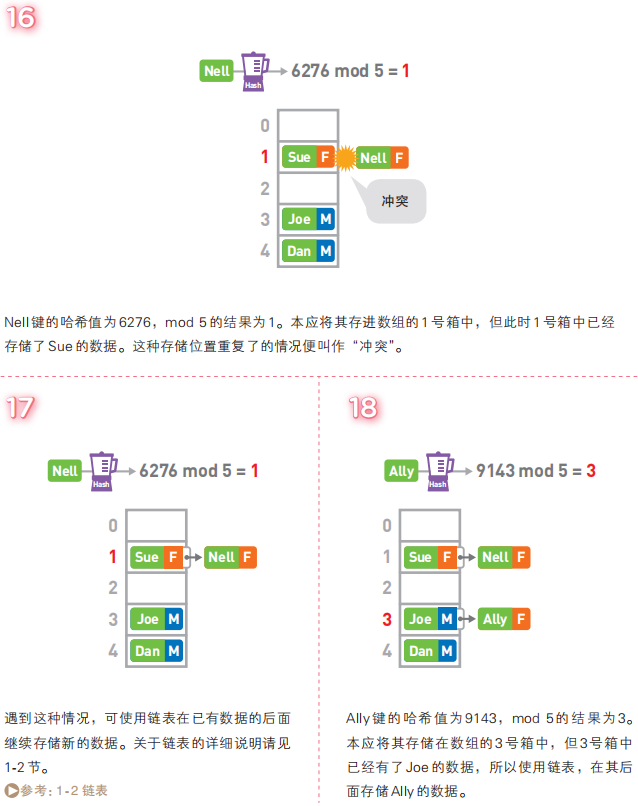 16
Nell Hash 6276 mod 5 = 1
0
1 Sue F Nell F
2
冲突
3 Joe M
4 Dan M
Nell键的哈希值为6276，mod 5的结果为1。本应将其存进数组的1号箱中，但此时1号箱中已经
存储了Sue的数据。这种存储位置重复了的情况便叫作“冲突”。
17
Nell Hash 6276 mod 5 = 1
0
1 Sue F Nell F
2
3 Joe M
4 Dan M
遇到这种情况，可使用链表在已有数据的后面
继续存储新的数据。关于链表的详细说明请见
1-2节。
参考：1-2 链表
18
Ally Hash 9143 mod 5 = 3
0
1 Sue F Nell F
2
3 Joe M Ally F
4 Dan M
Ally键的哈希值为9143，mod 5的结果为3。
本应将其存储在数组的3号箱中，但3号箱中
已经有了Joe的数据，所以使用链表，在其后
面存储Ally的数据。